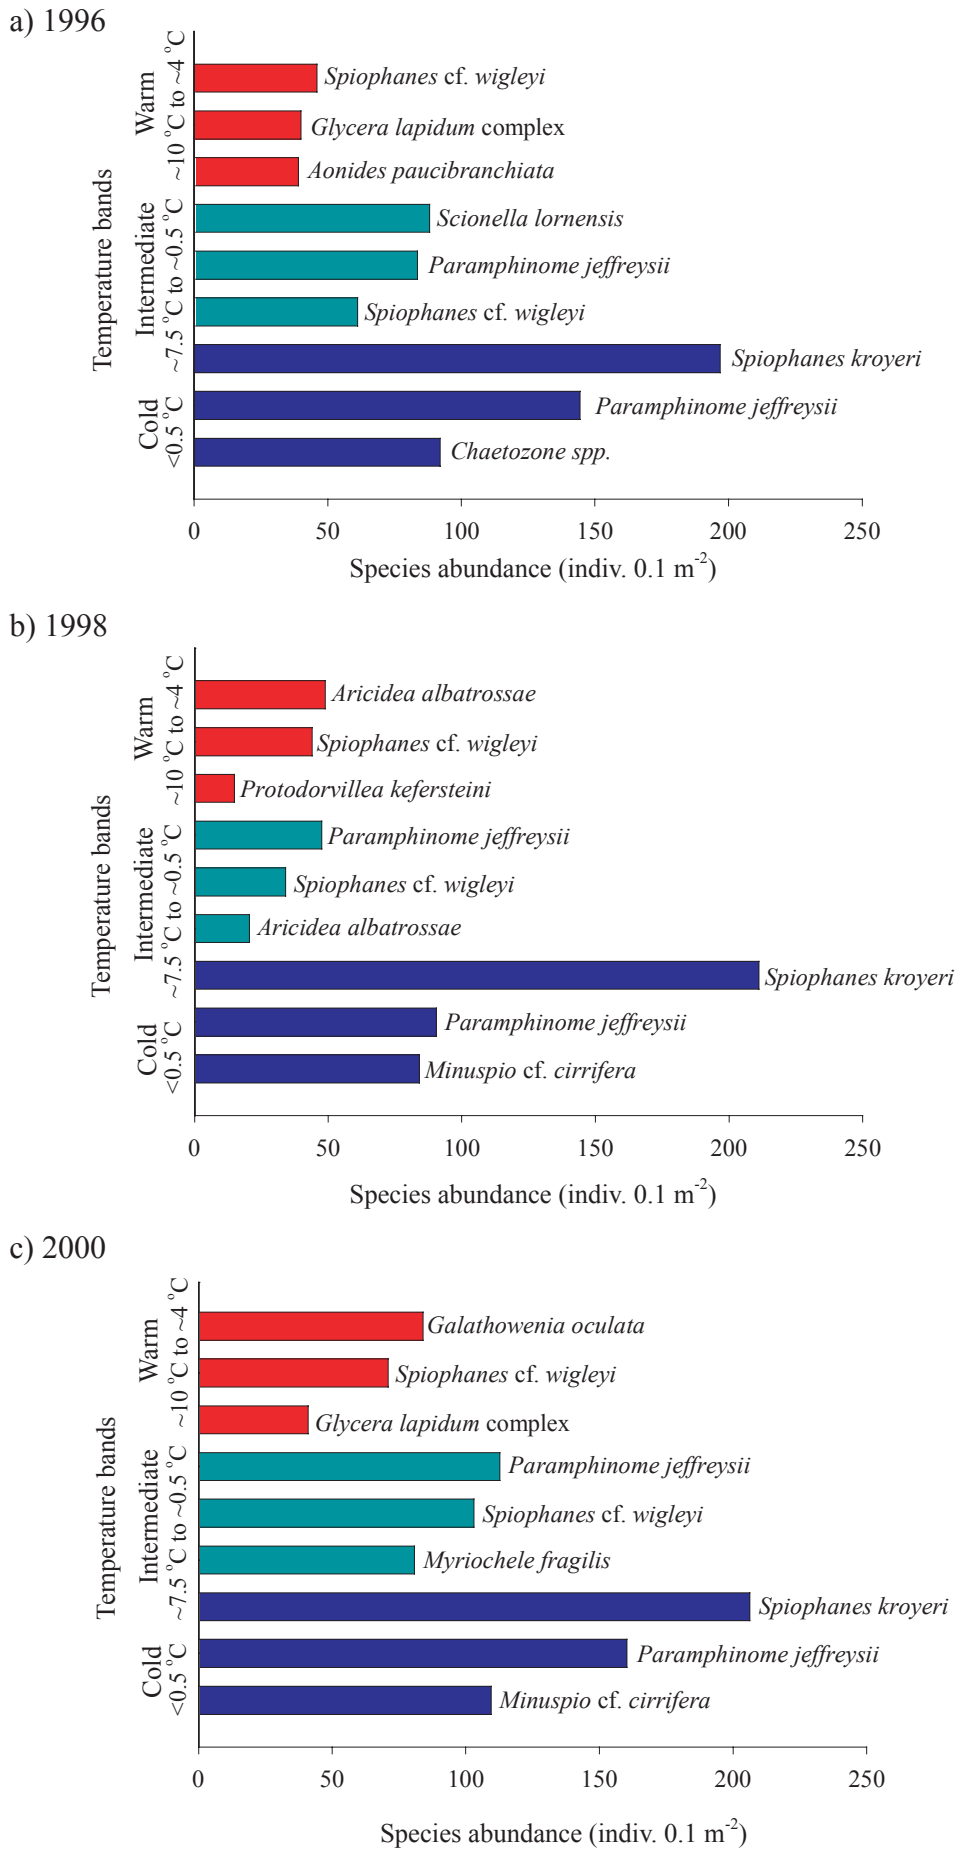 a) 1996
Temperature bands
Warm
~10 °C to ~4 °C
Intermediate
~7.5 °C to ~0.5 °C
Cold
<0.5 °C
Spiophanes cf. wigleyi
Glycera lapidum complex
Aonides paucibranchiata
Scionella lornensis
Paramphinome jeffreysii
Spiophanes cf. wigleyi
Spiophanes kroyeri
Paramphinome jeffreysii
Chaetozone spp.
0 50 100 150 200 250
Species abundance (indiv. 0.1 m-2)
b) 1998
Temperature bands
Warm
~10 °C to ~4 °C
Intermediate
~7.5 °C to ~0.5 °C
Cold
<0.5 °C
Aricidea albatrossae
Spiophanes cf. wigleyi
Protodorvillea kefersteini
Paramphinome jeffreysii
Spiophanes cf. wigleyi
Aricidea albatrossae
Spiophanes kroyeri
Paramphinome jeffreysii
Minuspio cf. cirrifera
0 50 100 150 200 250
Species abundance (indiv. 0.1 m-2)
c) 2000
Temperature bands
Warm
~10 °C to ~4 °C
Intermediate
~7.5 °C to ~0.5 °C
Cold
<0.5 °C
Galathowenia oculata
Spiophanes cf. wigleyi
Glycera lapidum complex
Paramphinome jeffreysii
Spiophanes cf. wigleyi
Myriochele fragilis
Spiophanes kroyeri
Paramphinome jeffreysii
Minuspio cf. cirrifera
0 50 100 150 200 250
Species abundance (indiv. 0.1 m-2)